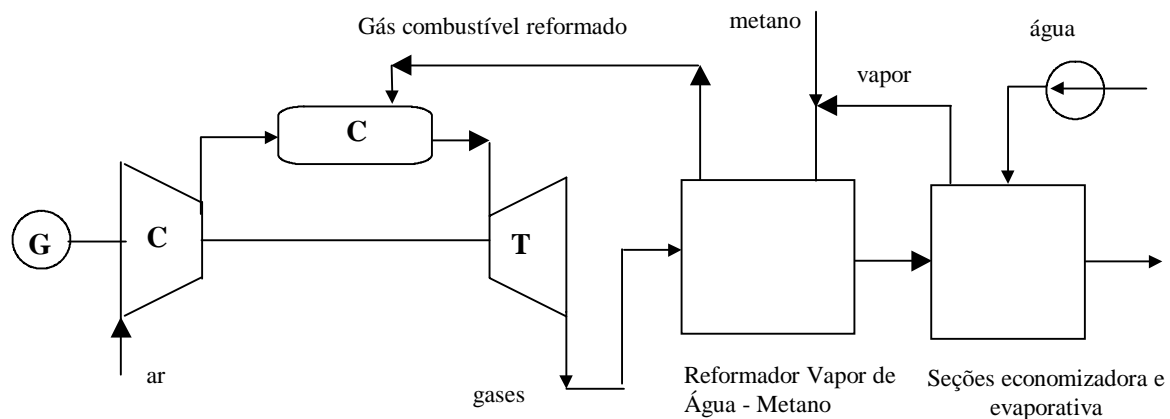 Gás combustível reformado
metano
água
vapor
C
G
C
T
ar
gases
Reformador Vapor de
Água - Metano
Seções economizadora e
evaporativa